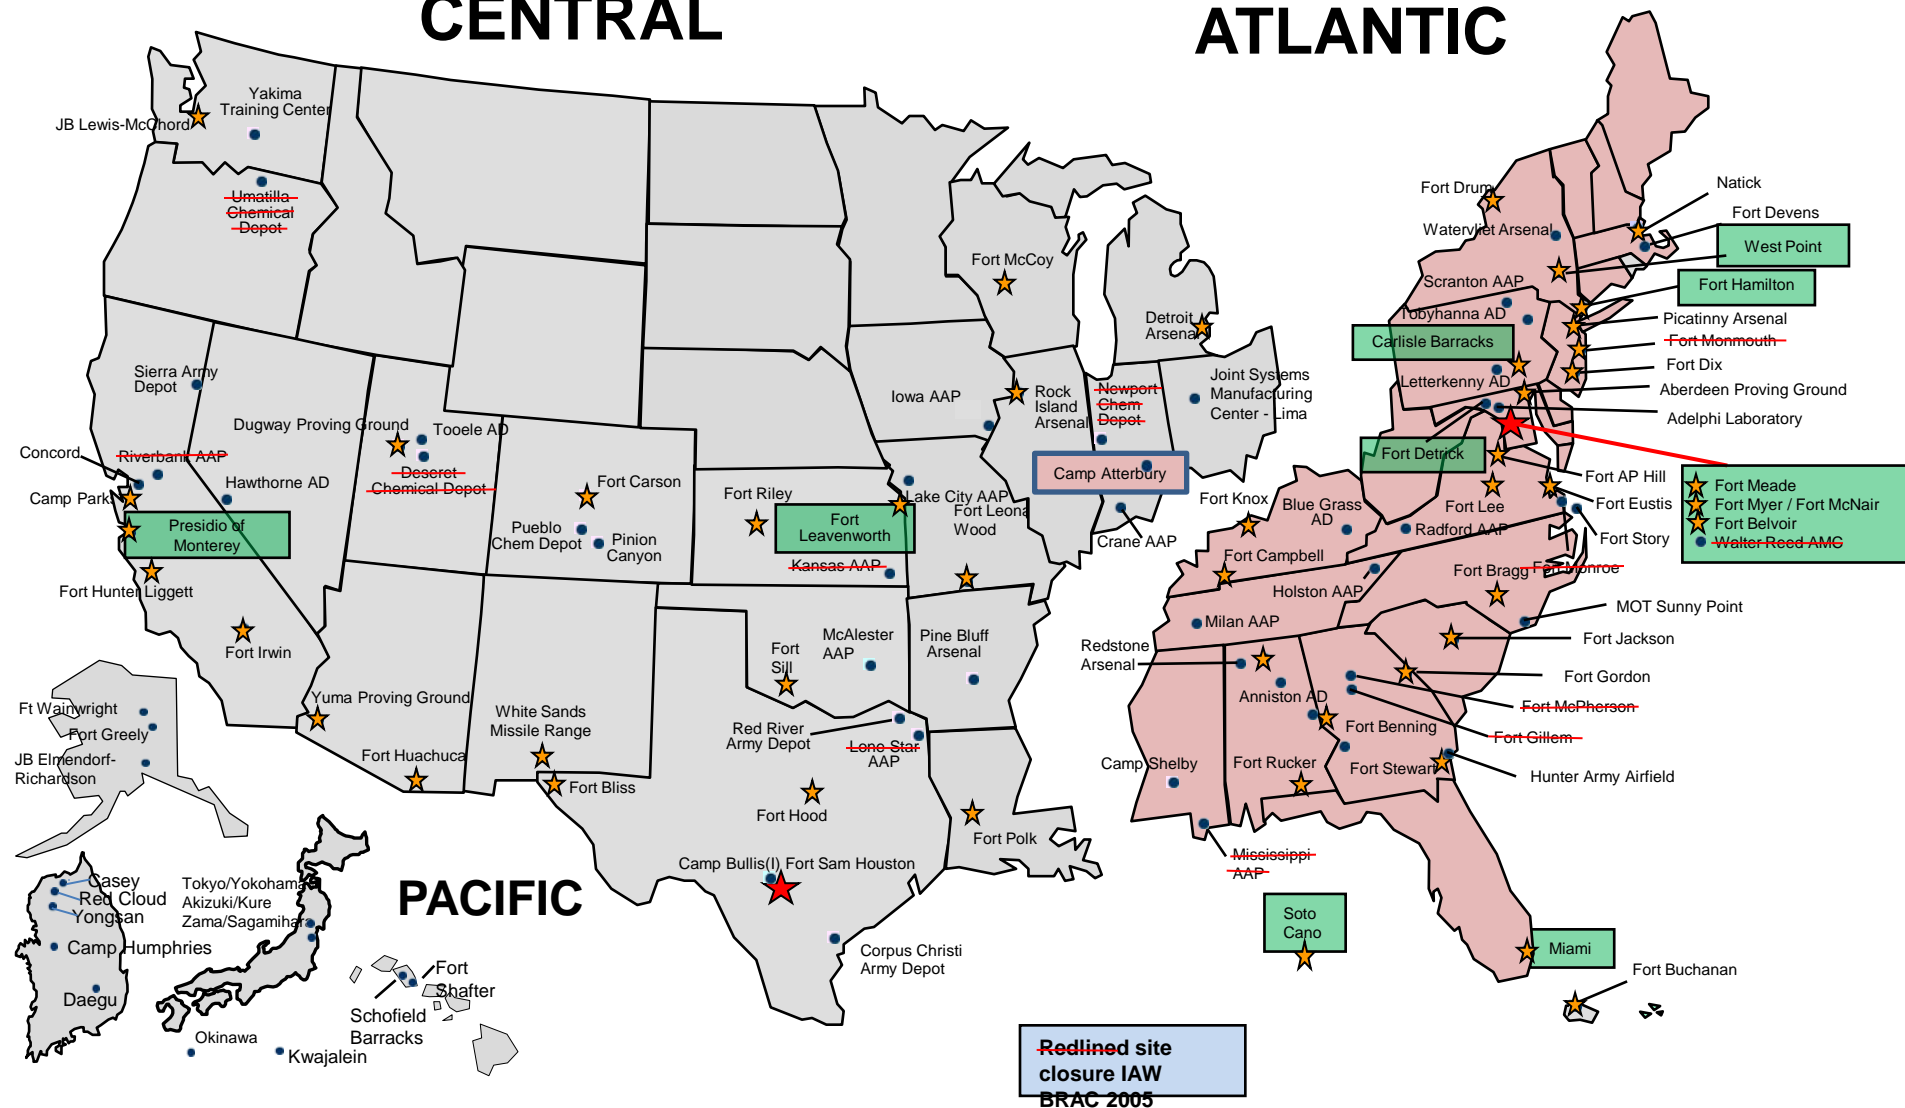 CENTRAL
ATLANTIC
Yakima
Training Center
JB Lewis-McChord
Umatilla
Chemical
Depot
Fort McCoy
Detroit
Arsenal
Sierra Army
Depot
Dugway Proving Ground
Tooele AD
Deseret
Chemical Depot
Concord
Riverbank AAP
Camp Park
Hawthorne AD
Presidio of
Monterey
Fort Hunter Liggett
Fort Irwin
Fort Carson
Pueblo
Chem Depot
Pinion
Canyon
Fort Riley
Fort
Leavenworth
Kansas AAP
Iowa AAP
Rock
Island
Arsenal
Newport
Chem
Depot
Joint Systems
Manufacturing
Center - Lima
Camp Atterbury
Lake City AAP
Fort Leona
Wood
Crane AAP
Yuma Proving Ground
Fort Huachuca
White Sands
Missile Range
Fort Bliss
Fort
Sill
McAlester
AAP
Pine Bluff
Arsenal
Red River
Army Depot
Lone Star
AAP
Fort Hood
Fort Polk
Camp Bullis(I) Fort Sam Houston
Corpus Christi
Army Depot
Fort Drum
Watervliet Arsenal
Scranton AAP
Tobyhanna AD
Carlisle Barracks
Letterkenny AD
Fort Detrick
Natick
Fort Devens
West Point
Fort Hamilton
Picatinny Arsenal
Fort Monmouth
Fort Dix
Aberdeen Proving Ground
Adelphi Laboratory
Fort Meade
Fort Myer / Fort McNair
Fort Belvoir
Walter Reed AMC
Fort AP Hill
Fort Eustis
Fort Story
Fort Lee
Radford AAP
Fort Knox
Blue Grass
AD
Fort Campbell
Holston AAP
Fort Bragg
Fort Monroe
MOT Sunny Point
Milan AAP
Redstone
Arsenal
Fort Jackson
Fort Gordon
Anniston AD
Fort McPherson
Fort Benning
Fort Gillem
Camp Shelby
Fort Rucker
Fort Stewart
Hunter Army Airfield
Mississippi
AAP
Soto
Cano
Miami
Fort Buchanan
Ft Wainwright
Fort Greely
JB Elmendorf-
Richardson
PACIFIC
Casey
Red Cloud
Yongsan
Camp Humphries
Daegu
Tokyo/Yokohama
Akizuki/Kure
Zama/Sagamihara
Okinawa
Kwajalein
Fort
Shafter
Schofield
Barracks
Redlined site
closure IAW
BRAC 2005